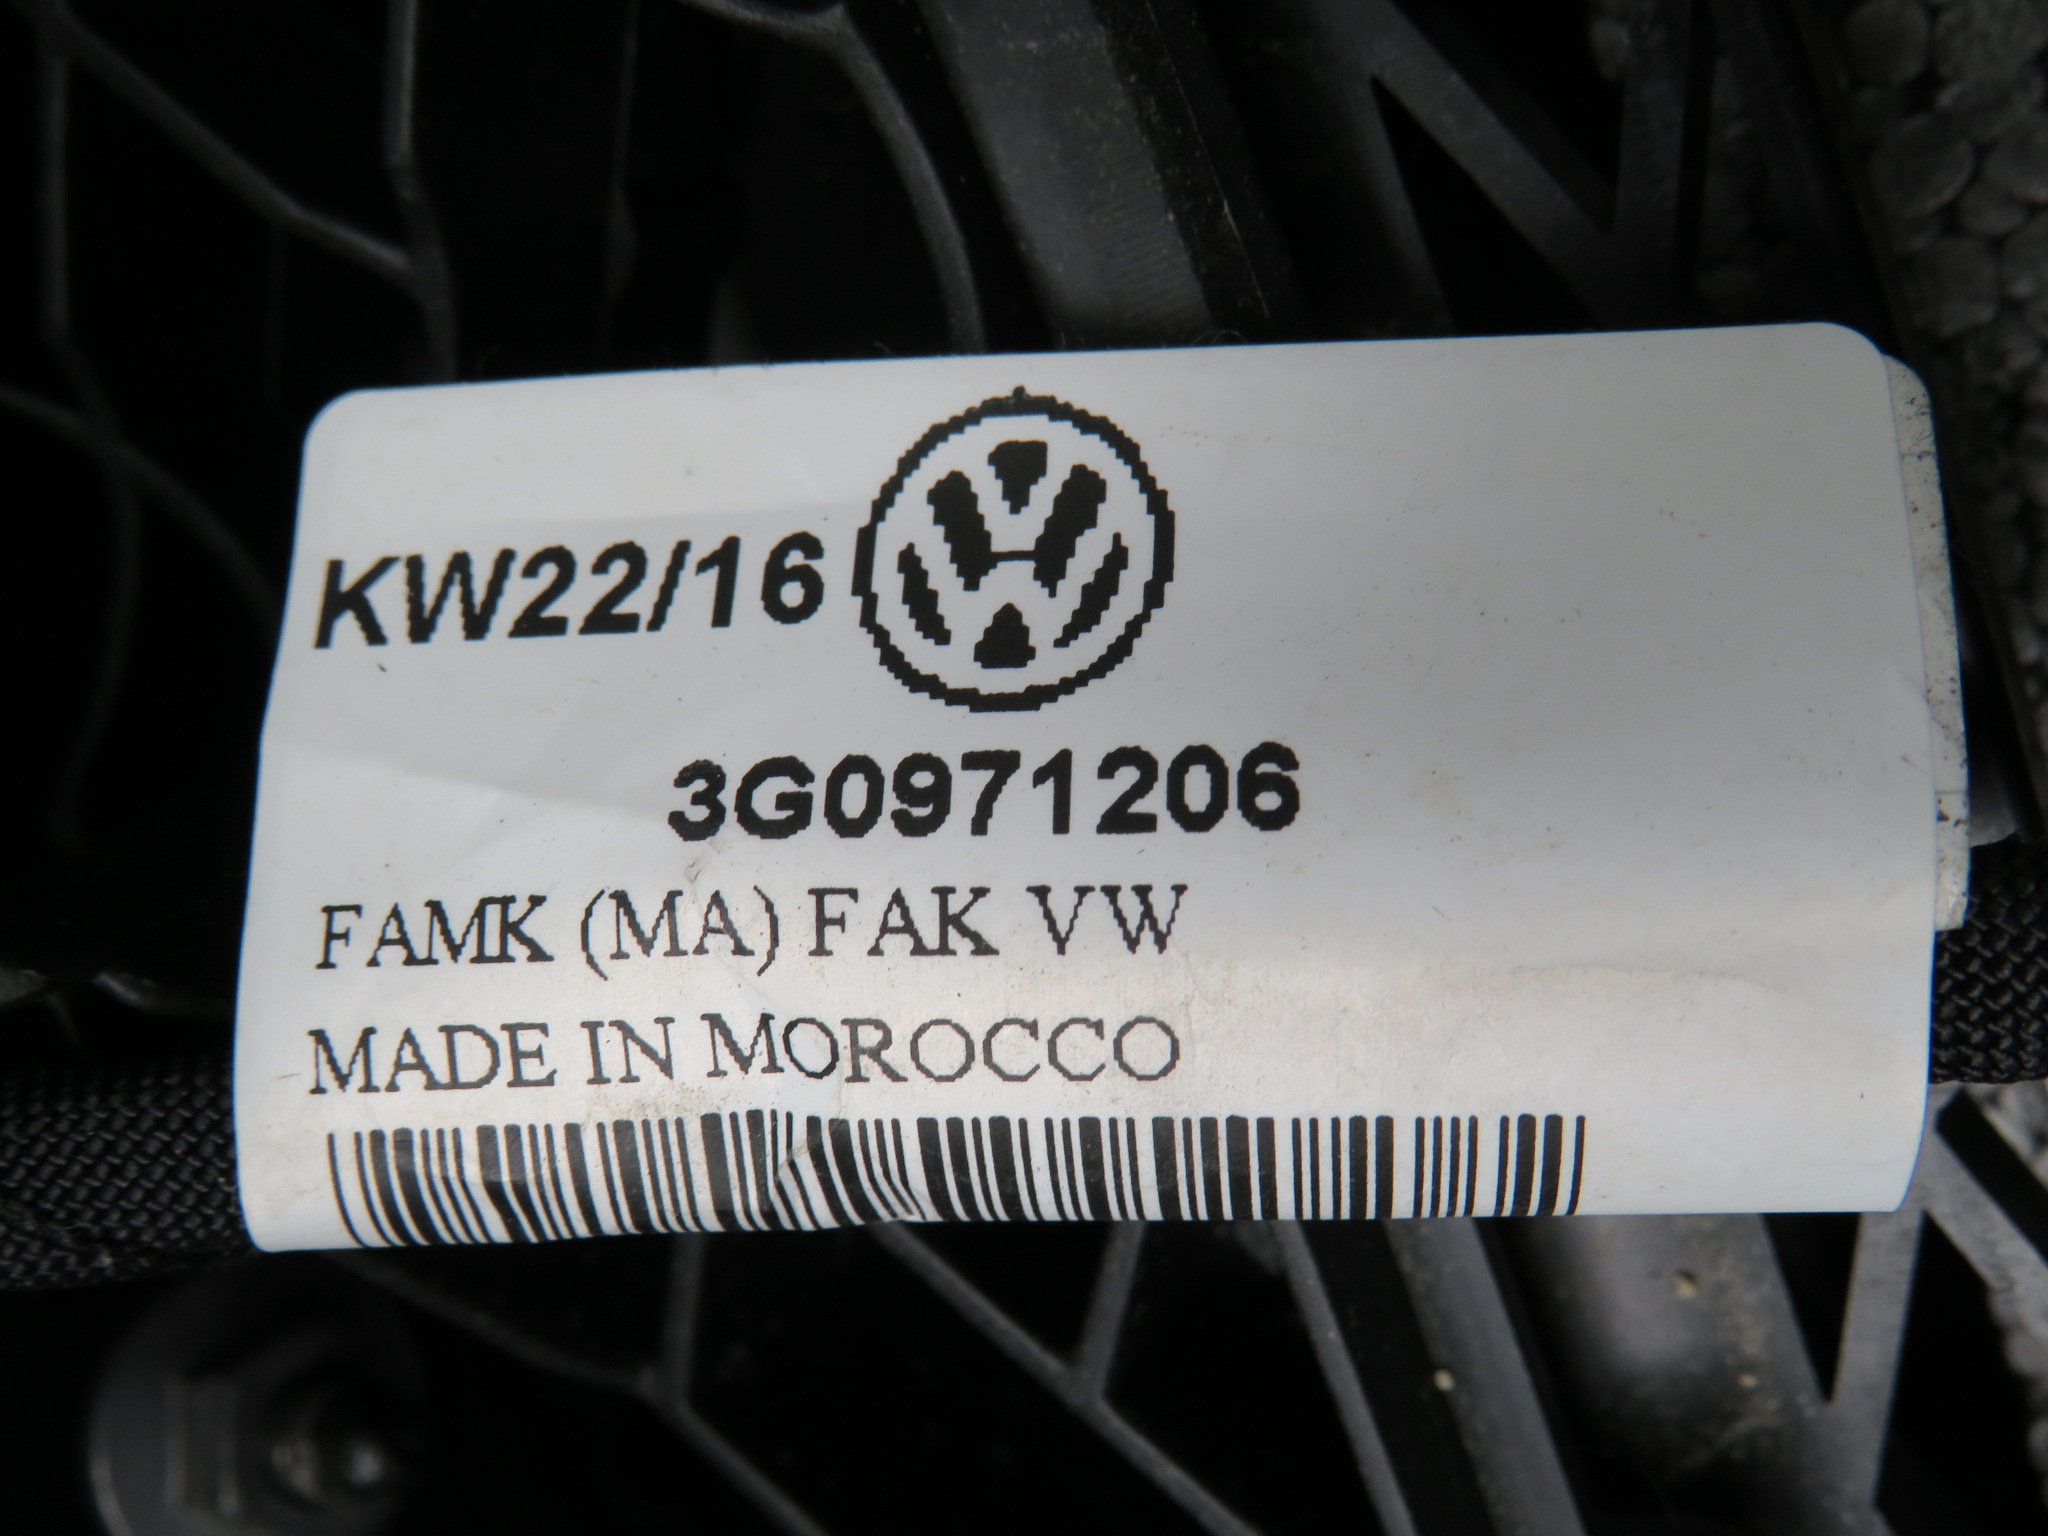 KW22/16
3G0971206
FAMK (MA) FAK VW
MADE IN MOROCCO